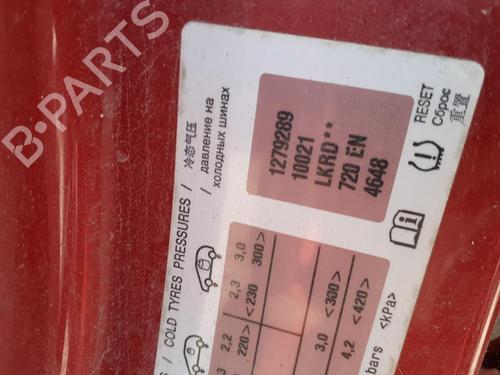 COLD TYRES PRESSURES / 冷态气压
/ давление на
холодных шинах
1279289
10021
LKRD**
720 EN
4648
RESET
Сброс
重置
2,2 2,3 3,0
220> <230 300>
3,0 <300>
4,2 <420>
bars <kPa>
B-PARTS